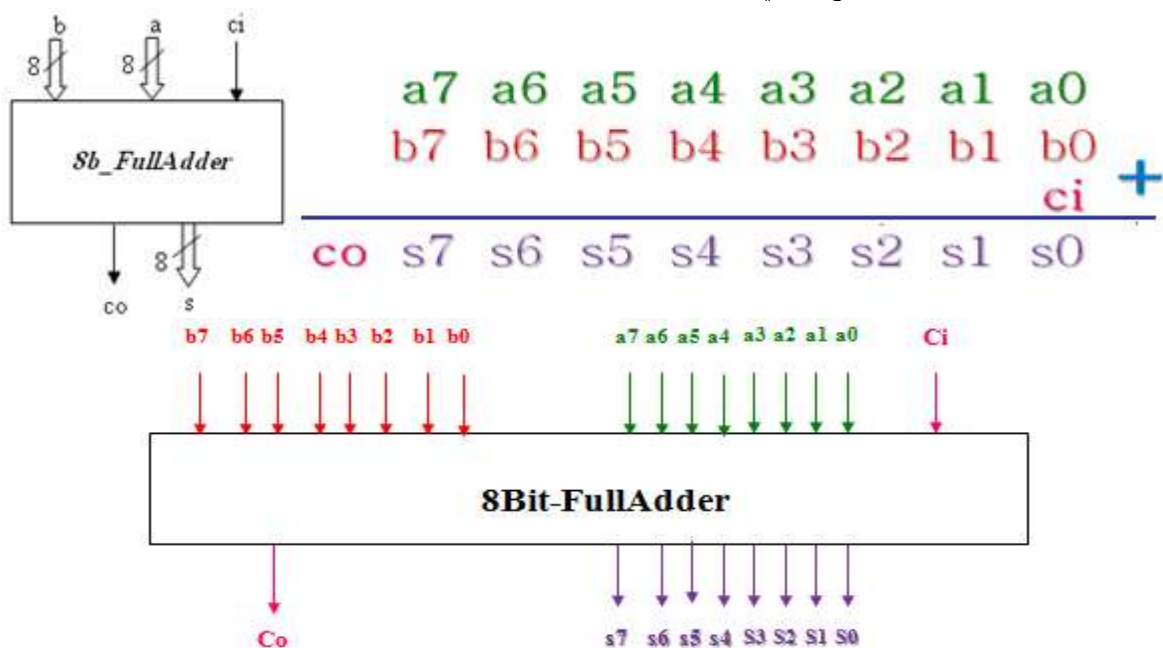 b a ci
8 8
8b_FullAdder
8
co s
a7 a6 a5 a4 a3 a2 a1 a0
b7 b6 b5 b4 b3 b2 b1 b0
ci +
co s7 s6 s5 s4 s3 s2 s1 s0
b7 b6 b5 b4 b3 b2 b1 b0 a7 a6 a5 a4 a3 a2 a1 a0 Ci
8Bit-FullAdder
Co s7 s6 s5 s4 S3 S2 S1 S0